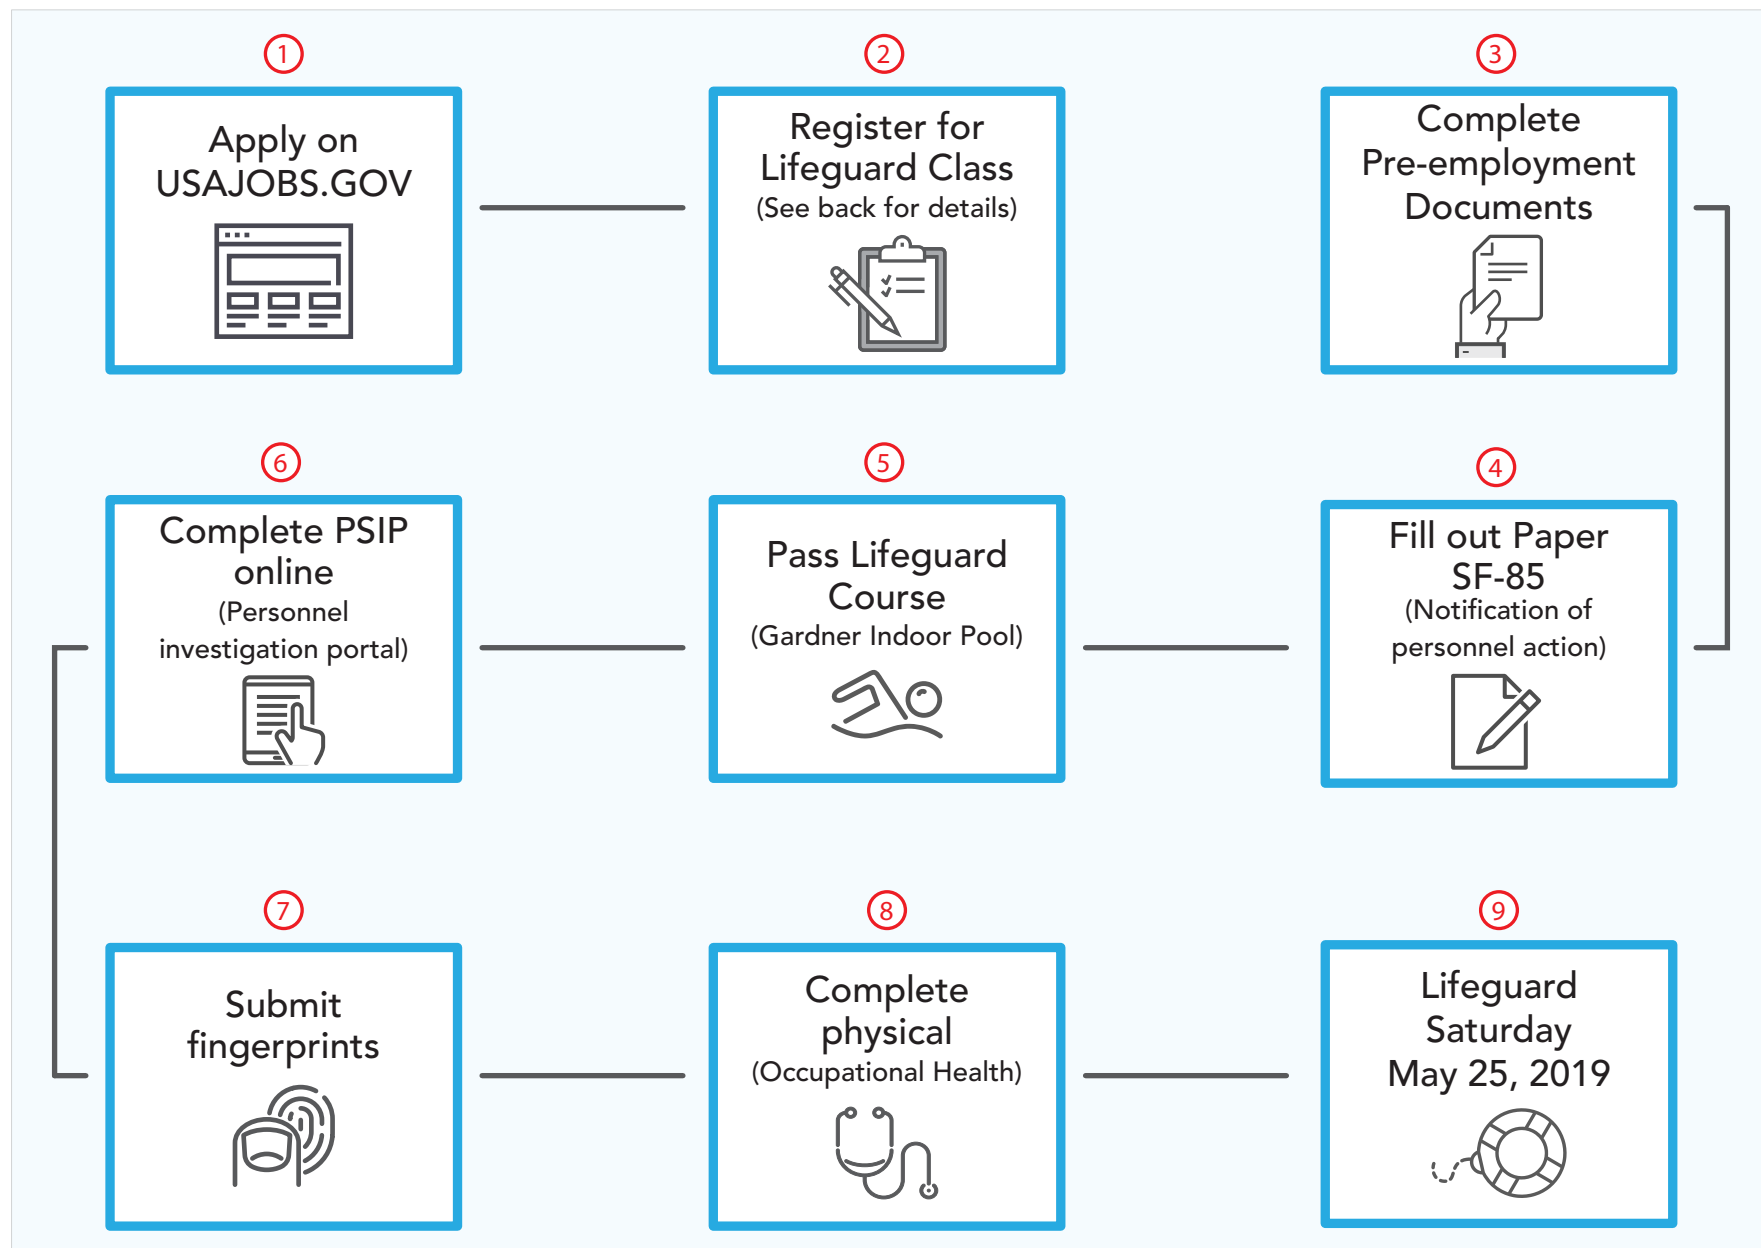 1
Apply on
USAJOBS.GOV
2
Register for
Lifeguard Class
(See back for details)
3
Complete
Pre-employment
Documents
4
Fill out Paper
SF-85
(Notification of
personnel action)
5
Pass Lifeguard
Course
(Gardner Indoor Pool)
6
Complete PSIP
online
(Personnel
investigation portal)
7
Submit
fingerprints
8
Complete
physical
(Occupational Health)
9
Lifeguard
Saturday
May 25, 2019